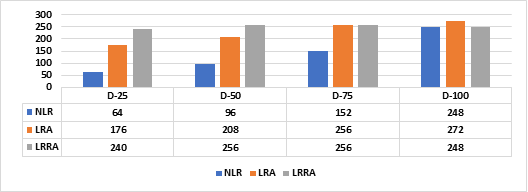 300
250
200
150
100
50
0
D-25 D-50 D-75 D-100
NLR 64 96 152 248
LRA 176 208 256 272
LRRA 240 256 256 248
NLR LRA LRRA